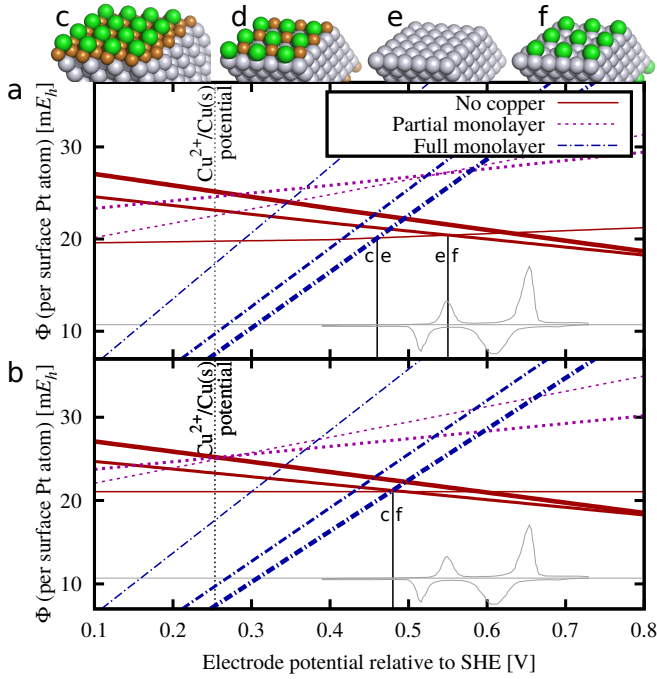 c d e f
a
Φ (per surface Pt atom) [mE_h]
30
20
10
Cu²⁺/Cu(s)
potential
No copper
Partial monolayer
Full monolayer
c e
e f
b
Φ (per surface Pt atom) [mE_h]
30
20
10
Cu²⁺/Cu(s)
potential
c f
0.1 0.2 0.3 0.4 0.5 0.6 0.7 0.8
Electrode potential relative to SHE [V]